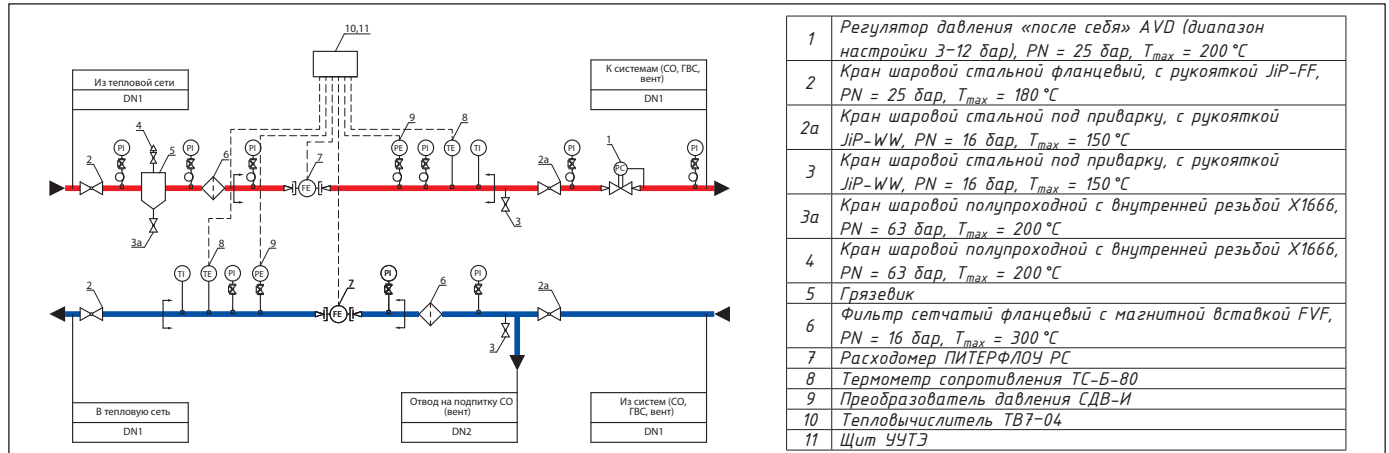 10,11
Из тепловой сети
DN1
К системам (СО, ГВС,
вент)
DN1
4
9
8
1
2
PI
5
PI
6
PI
7
PE
PI
TE
TI
2a
PI
PC
PI
FE
3a
3
8
9
2
TI
TE
PI
PE
7
PI
6
PI
2a
FE
3
В тепловую сеть
DN1
Отвод на подпитку СО
(вент)
DN2
Из систем (СО,
ГВС, вент)
DN1
1
Регулятор давления «после себя» AVD (диапазон
настройки 3-12 бар), PN = 25 бар, Tmax = 200 °C
2
Кран шаровой стальной фланцевый, с рукояткой JiP-FF,
PN = 25 бар, Tmax = 180 °C
2a
Кран шаровой стальной под приварку, с рукояткой
JiP-WW, PN = 16 бар, Tmax = 150 °C
3
Кран шаровой стальной под приварку, с рукояткой
JiP-WW, PN = 16 бар, Tmax = 150 °C
3a
Кран шаровой полупроходной с внутренней резьбой X1666,
PN = 63 бар, Tmax = 200 °C
4
Кран шаровой полупроходной с внутренней резьбой X1666,
PN = 63 бар, Tmax = 200 °C
5
Грязевик
6
Фильтр сетчатый фланцевый с магнитной вставкой FVF,
PN = 16 бар, Tmax = 300 °C
7
Расходомер ПИТЕРФЛОУ РС
8
Термометр сопротивления ТС-Б-80
9
Преобразователь давления СДВ-И
10
Тепловычислитель ТВ7-04
11
Щит УУТЭ